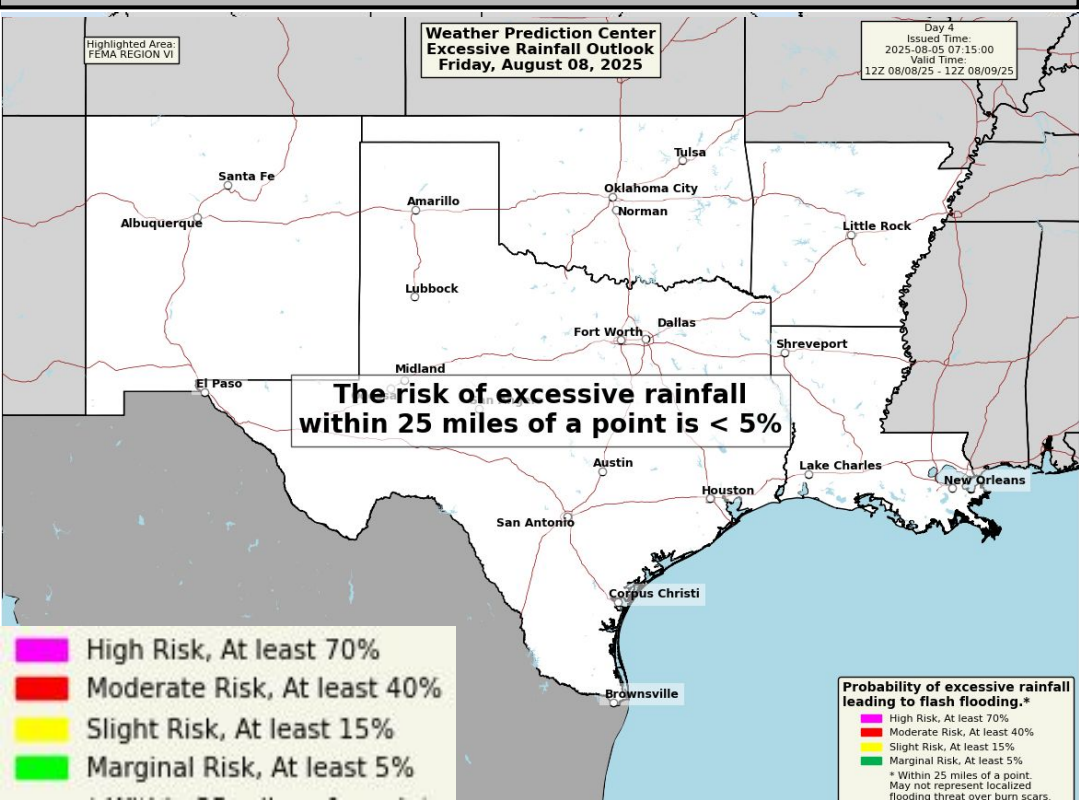 Highlighted Area:
FEMA REGION VI
Weather Prediction Center
Excessive Rainfall Outlook
Friday, August 08, 2025
Day 4
Issued Time:
2025-08-05 07:15:00
Valid Time:
12Z 08/08/25 - 12Z 08/09/25
Tulsa
Santa Fe
Oklahoma City
Amarillo
Norman
Albuquerque
Little Rock
Lubbock
Dallas
Fort Worth
Shreveport
Midland
El Paso
The risk of excessive rainfall
within 25 miles of a point is < 5%
Austin
Lake Charles
New Orleans
Houston
San Antonio
Corpus Christi
Brownsville
High Risk, At least 70%
Moderate Risk, At least 40%
Slight Risk, At least 15%
Marginal Risk, At least 5%
Probability of excessive rainfall
leading to flash flooding.*
High Risk, At least 70%
Moderate Risk, At least 40%
Slight Risk, At least 15%
Marginal Risk, At least 5%
* Within 25 miles of a point.
May not represent localized
flooding threat over burn scars.